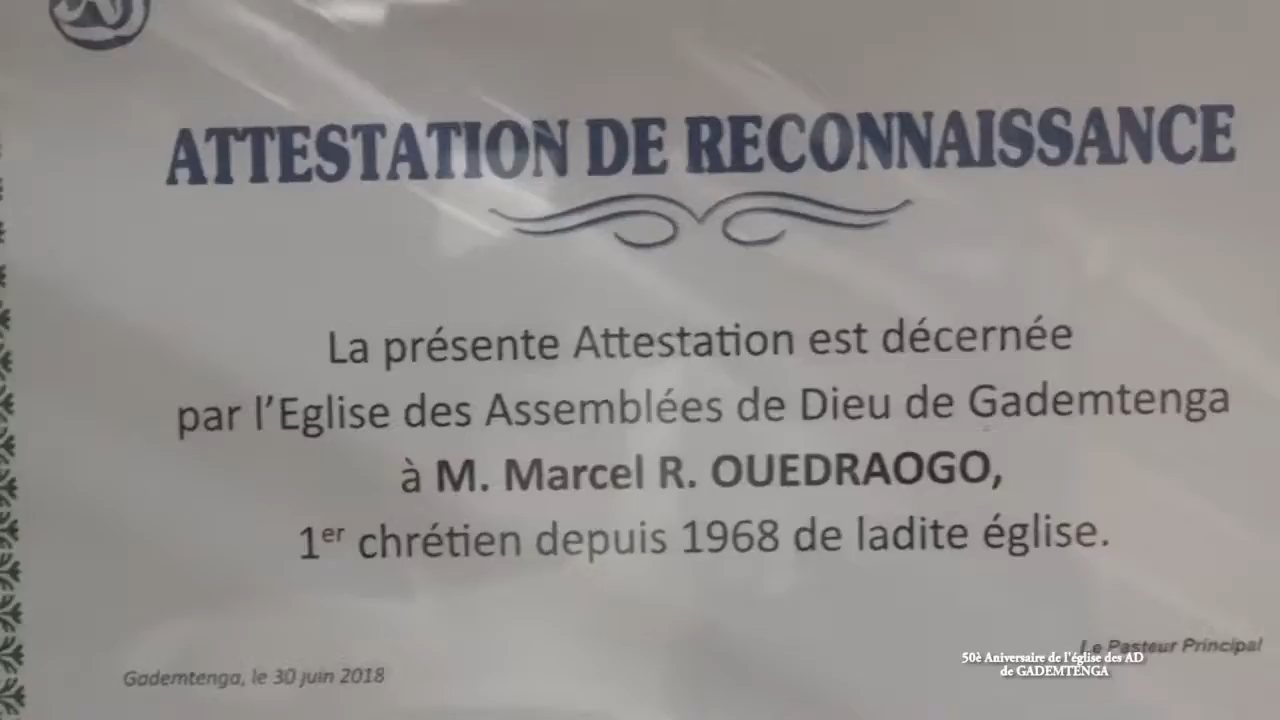 ATTESTATION DE RECONNAISSANCE
La présente Attestation est décernée
par l'Eglise des Assemblées de Dieu de Gademtenga
à M. Marcel R. OUEDRAOGO,
1er chrétien depuis 1968 de ladite église.
Le Pasteur Principal
50è Aniversaire de l'église des AD
de GADEMTENGA
Gademtenga, le 30 juin 2018